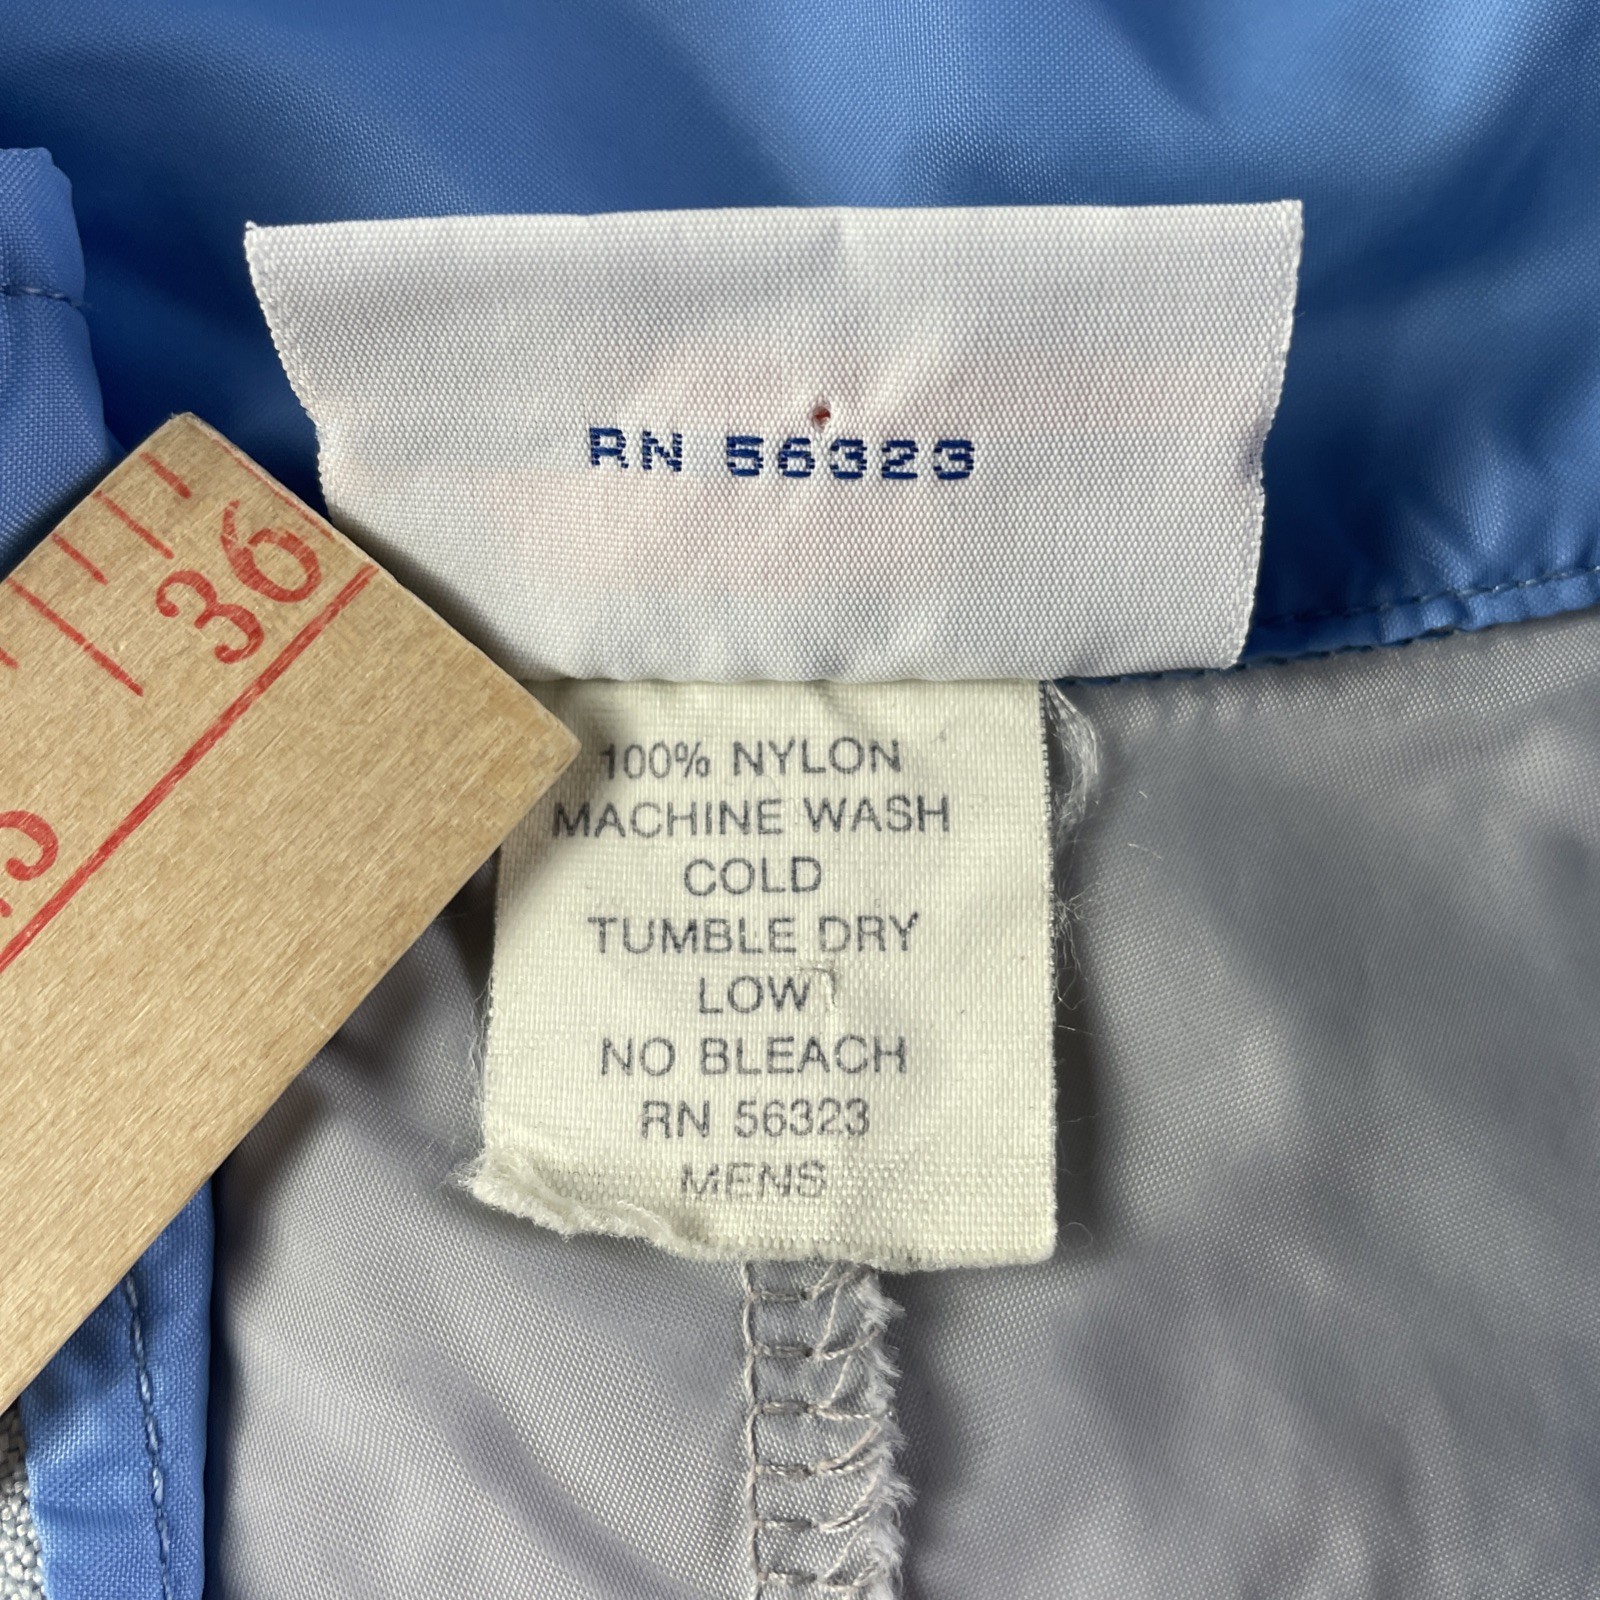 RN 56323
36
100% NYLON
MACHINE WASH
COLD
TUMBLE DRY
LOW
NO BLEACH
RN 56323
MENS